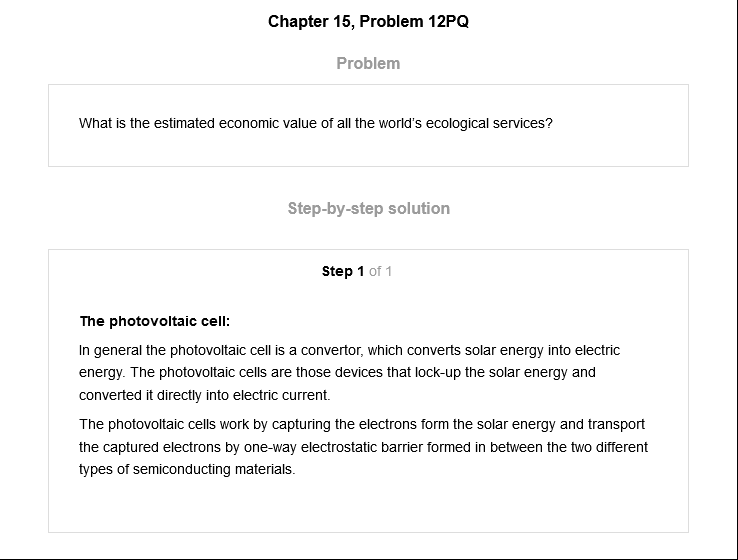 Chapter 15, Problem 12PQ
Problem
What is the estimated economic value of all the world's ecological services?
Step-by-step solution
Step 1 of 1
The photovoltaic cell:
In general the photovoltaic cell is a convertor, which converts solar energy into electric
energy. The photovoltaic cells are those devices that lock-up the solar energy and
converted it directly into electric current.
The photovoltaic cells work by capturing the electrons form the solar energy and transport
the captured electrons by one-way electrostatic barrier formed in between the two different
types of semiconducting materials.